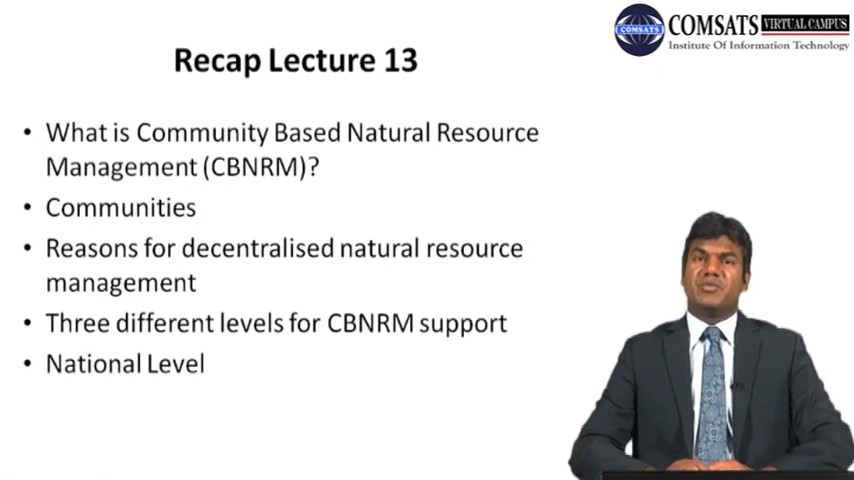 COMSATS VIRTUAL CAMPUS
COMSATS
Institute Of Information Technology
Recap Lecture 13
• What is Community Based Natural Resource
Management (CBNRM)?
• Communities
• Reasons for decentralised natural resource
management
• Three different levels for CBNRM support
• National Level